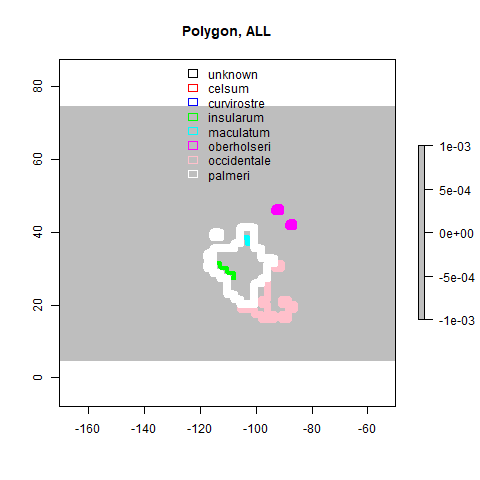 Polygon, ALL
unknown
celsum
curvirostre
insularum
maculatum
oberholseri
occidentale
palmeri
80
60
40
20
0
-160
-140
-120
-100
-80
-60
1e-03
5e-04
0e+00
-5e-04
-1e-03